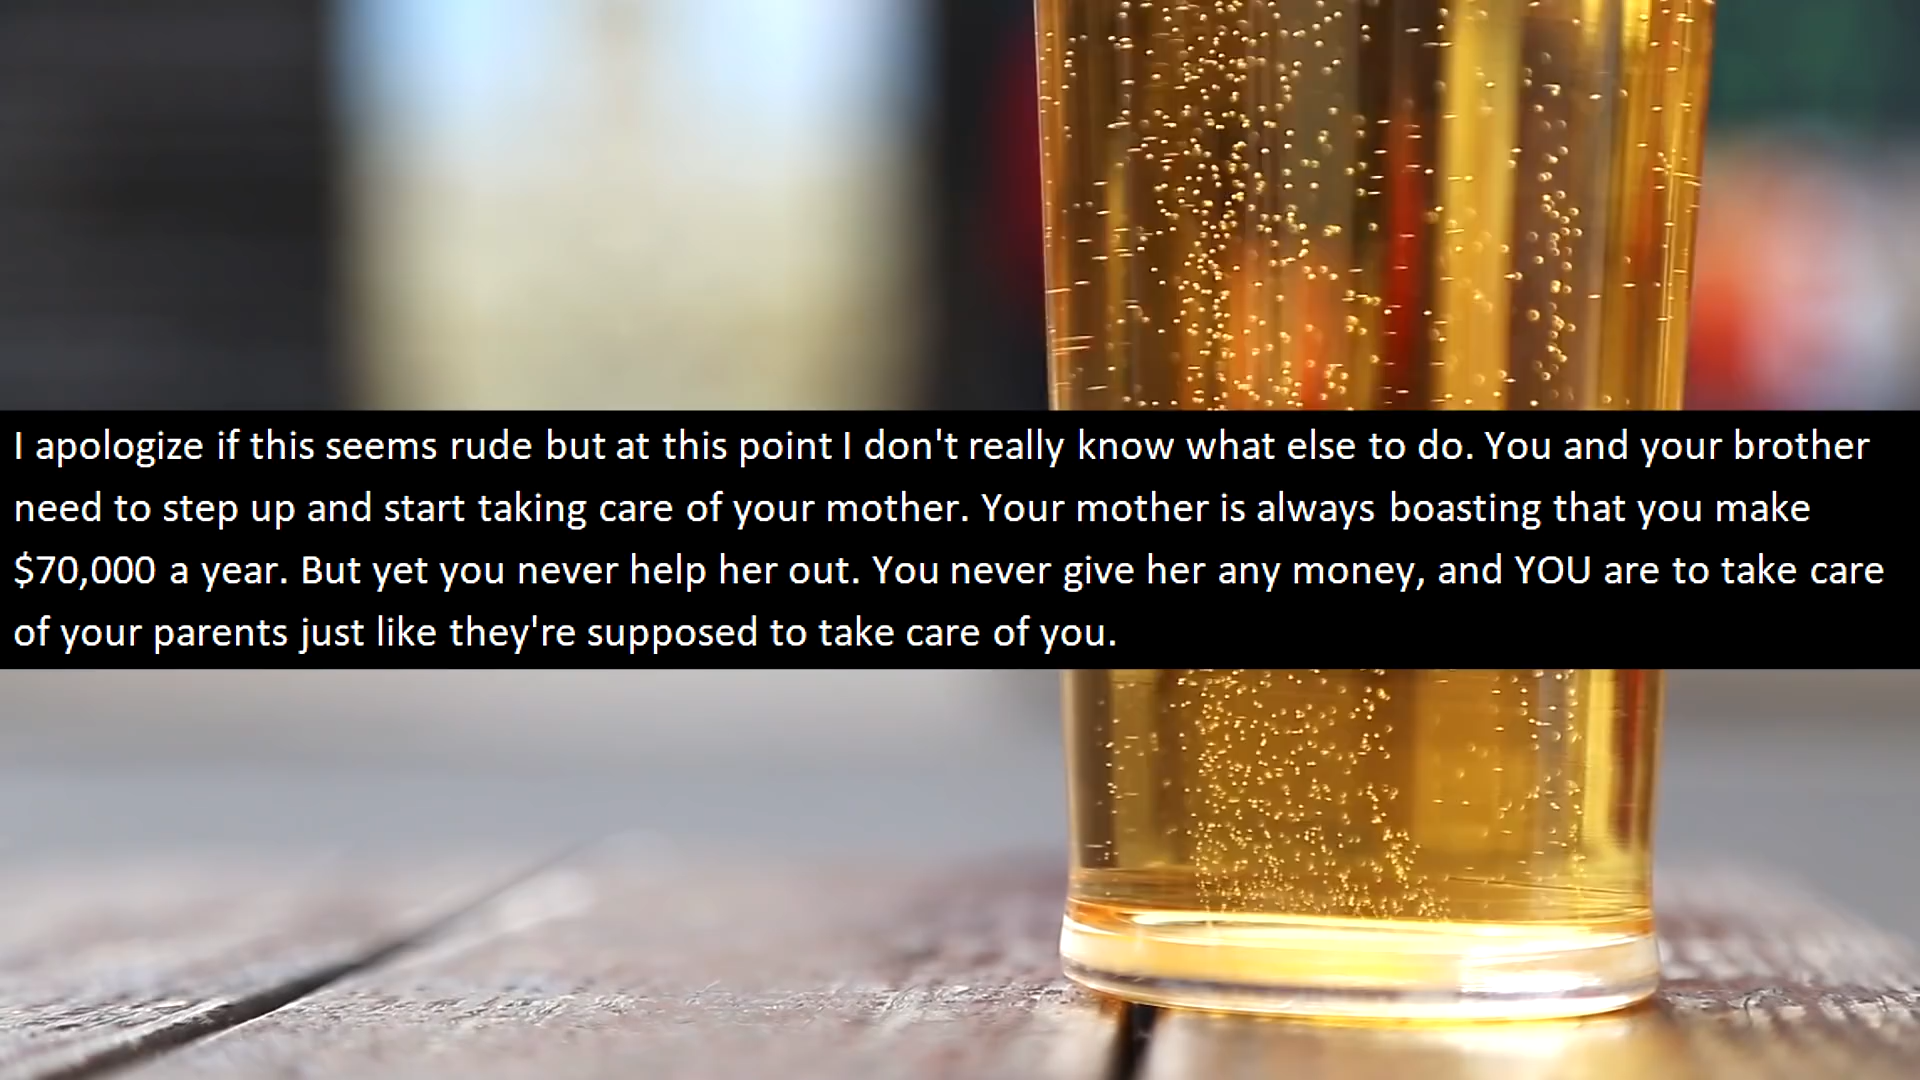 I apologize if this seems rude but at this point I don't really know what else to do. You and your brother
need to step up and start taking care of your mother. Your mother is always boasting that you make
$70,000 a year. But yet you never help her out. You never give her any money, and YOU are to take care
of your parents just like they're supposed to take care of you.